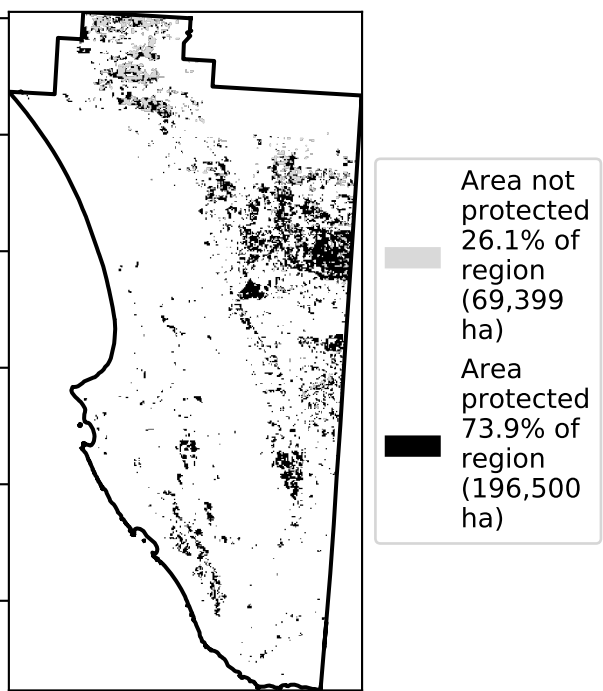 Area not
protected
26.1% of
region
(69,399
ha)
Area
protected
73.9% of
region
(196,500
ha)